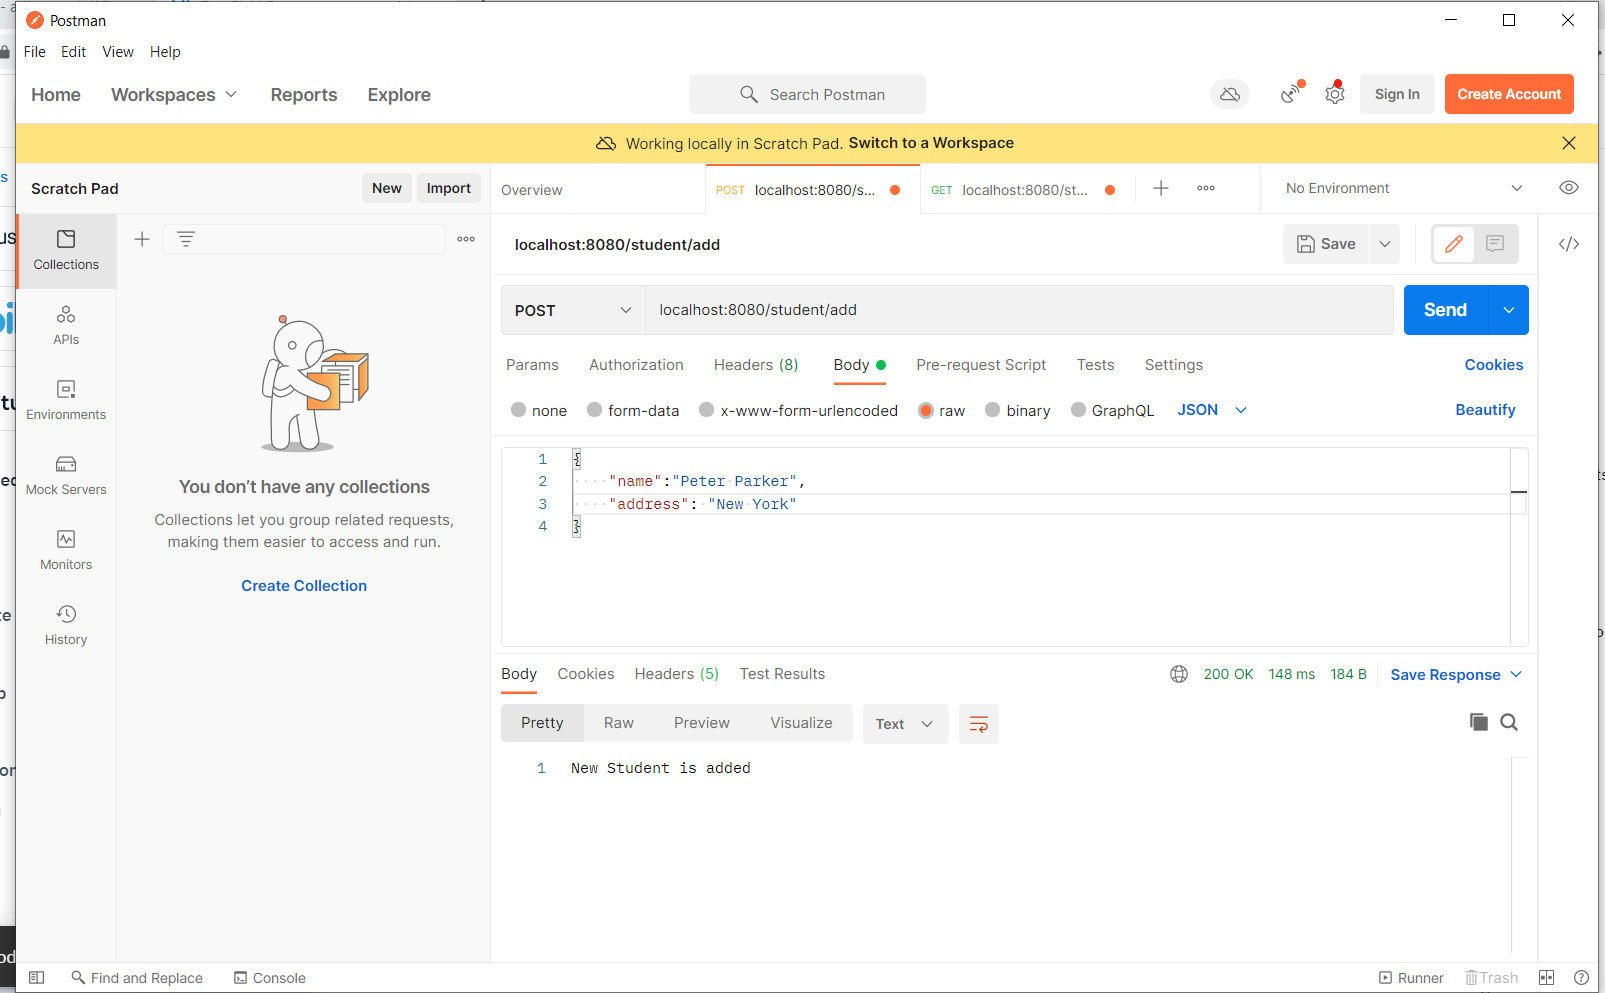 Postman
File Edit View Help
Home Workspaces Reports Explore Search Postman Sign In Create Account
Working locally in Scratch Pad. Switch to a Workspace
Scratch Pad New Import Overview POST localhost:8080/s... GET localhost:8080/st... No Environment
Collections
APIs
Environments
Mock Servers
Monitors
History
You don't have any collections
Collections let you group related requests,
making them easier to access and run.
Create Collection
localhost:8080/student/add Save
POST localhost:8080/student/add Send
Params Authorization Headers (8) Body Pre-request Script Tests Settings Cookies
none form-data x-www-form-urlencoded raw binary GraphQL JSON Beautify
1 {
2 "name":"Peter Parker",
3 "address": "New York"
4 }
Body Cookies Headers (5) Test Results 200 OK 148 ms 184 B Save Response
Pretty Raw Preview Visualize Text
1 New Student is added
Find and Replace Console Runner Trash